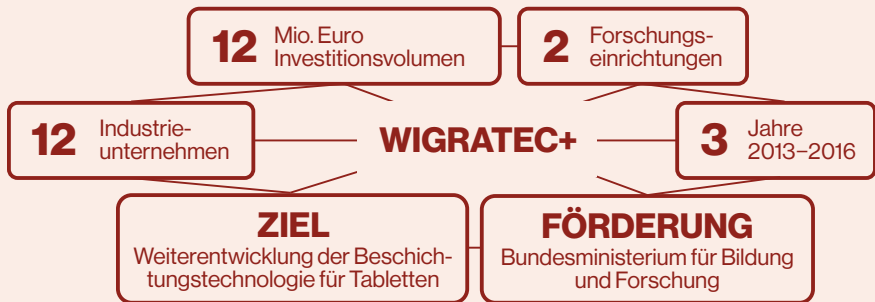 12 Mio. Euro
Investitionsvolumen
2 Forschungs-
einrichtungen
12 Industrie-
unternehmen
WIGRATEC+
3 Jahre
2013–2016
ZIEL
Weiterentwicklung der Beschich-
tungstechnologie für Tabletten
FÖRDERUNG
Bundesministerium für Bildung
und Forschung